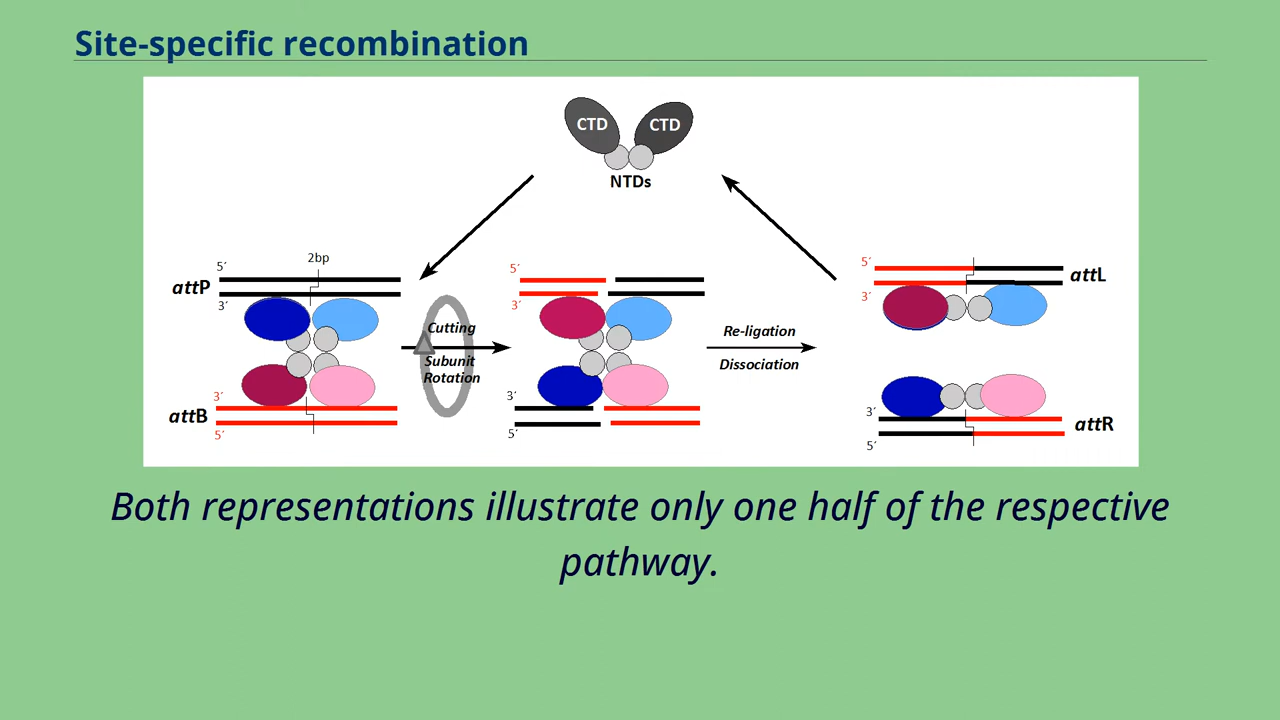 Site-specific recombination
CTD CTD
NTDs
5´ 2bp
attP
3´
3´
attB
5´
Cutting
Subunit
Rotation
5´
3´
3´
5´
Re-ligation
Dissociation
5´
attL
3´
3´
attR
5´
Both representations illustrate only one half of the respective
pathway.